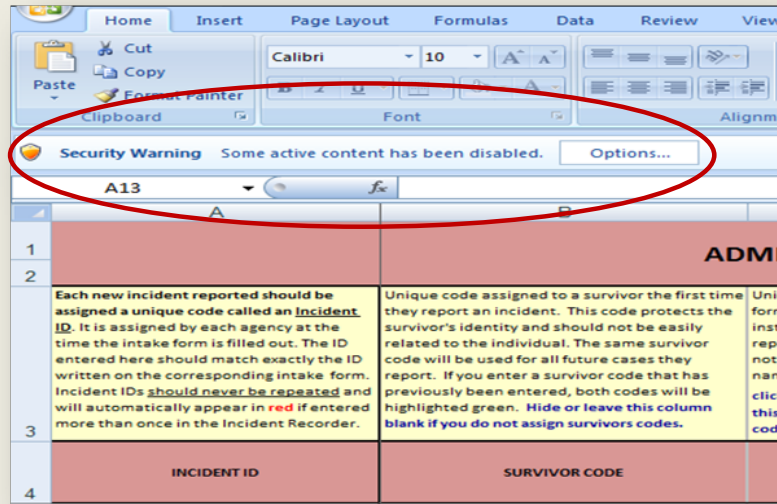 Home Insert Page Layout Formulas Data Review View
Cut
Calibri 10 A A
Copy
Paste
Format Painter
B I U A
Clipboard Font
Security Warning Some active content has been disabled. Options...
A13 fx
A B
1
ADM
2
Each new incident reported should be
assigned a unique code called an Incident
ID. It is assigned by each agency at the
time the intake form is filled out. The ID
entered here should match exactly the ID
written on the corresponding intake form.
Incident IDs should never be repeated and
will automatically appear in red if entered
more than once in the Incident Recorder.
Unique code assigned to a survivor the first time
they report an incident. This code protects the
survivor's identity and should not be easily
related to the individual. The same survivor
code will be used for all future cases they
report. If you enter a survivor code that has
previously been entered, both codes will be
highlighted green. Hide or leave this column
blank if you do not assign survivors codes.
3
INCIDENT ID SURVIVOR CODE
4